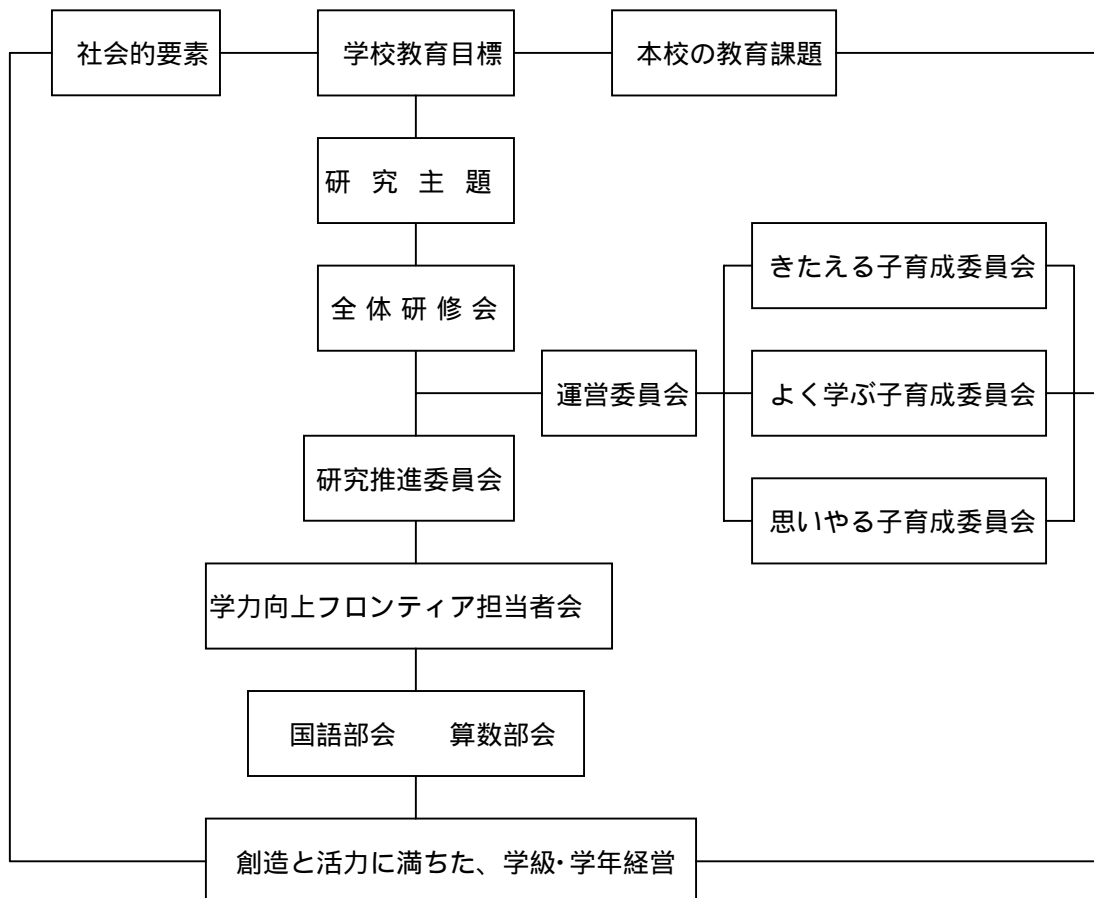 社会的要素 学校教育目標 本校の教育課題
研究主題
全体研修会
きたえる子育成委員会
運営委員会 よく学ぶ子育成委員会
研究推進委員会
思いやる子育成委員会
学力向上フロンティア担当者会
国語部会 算数部会
創造と活力に満ちた、学級・学年経営